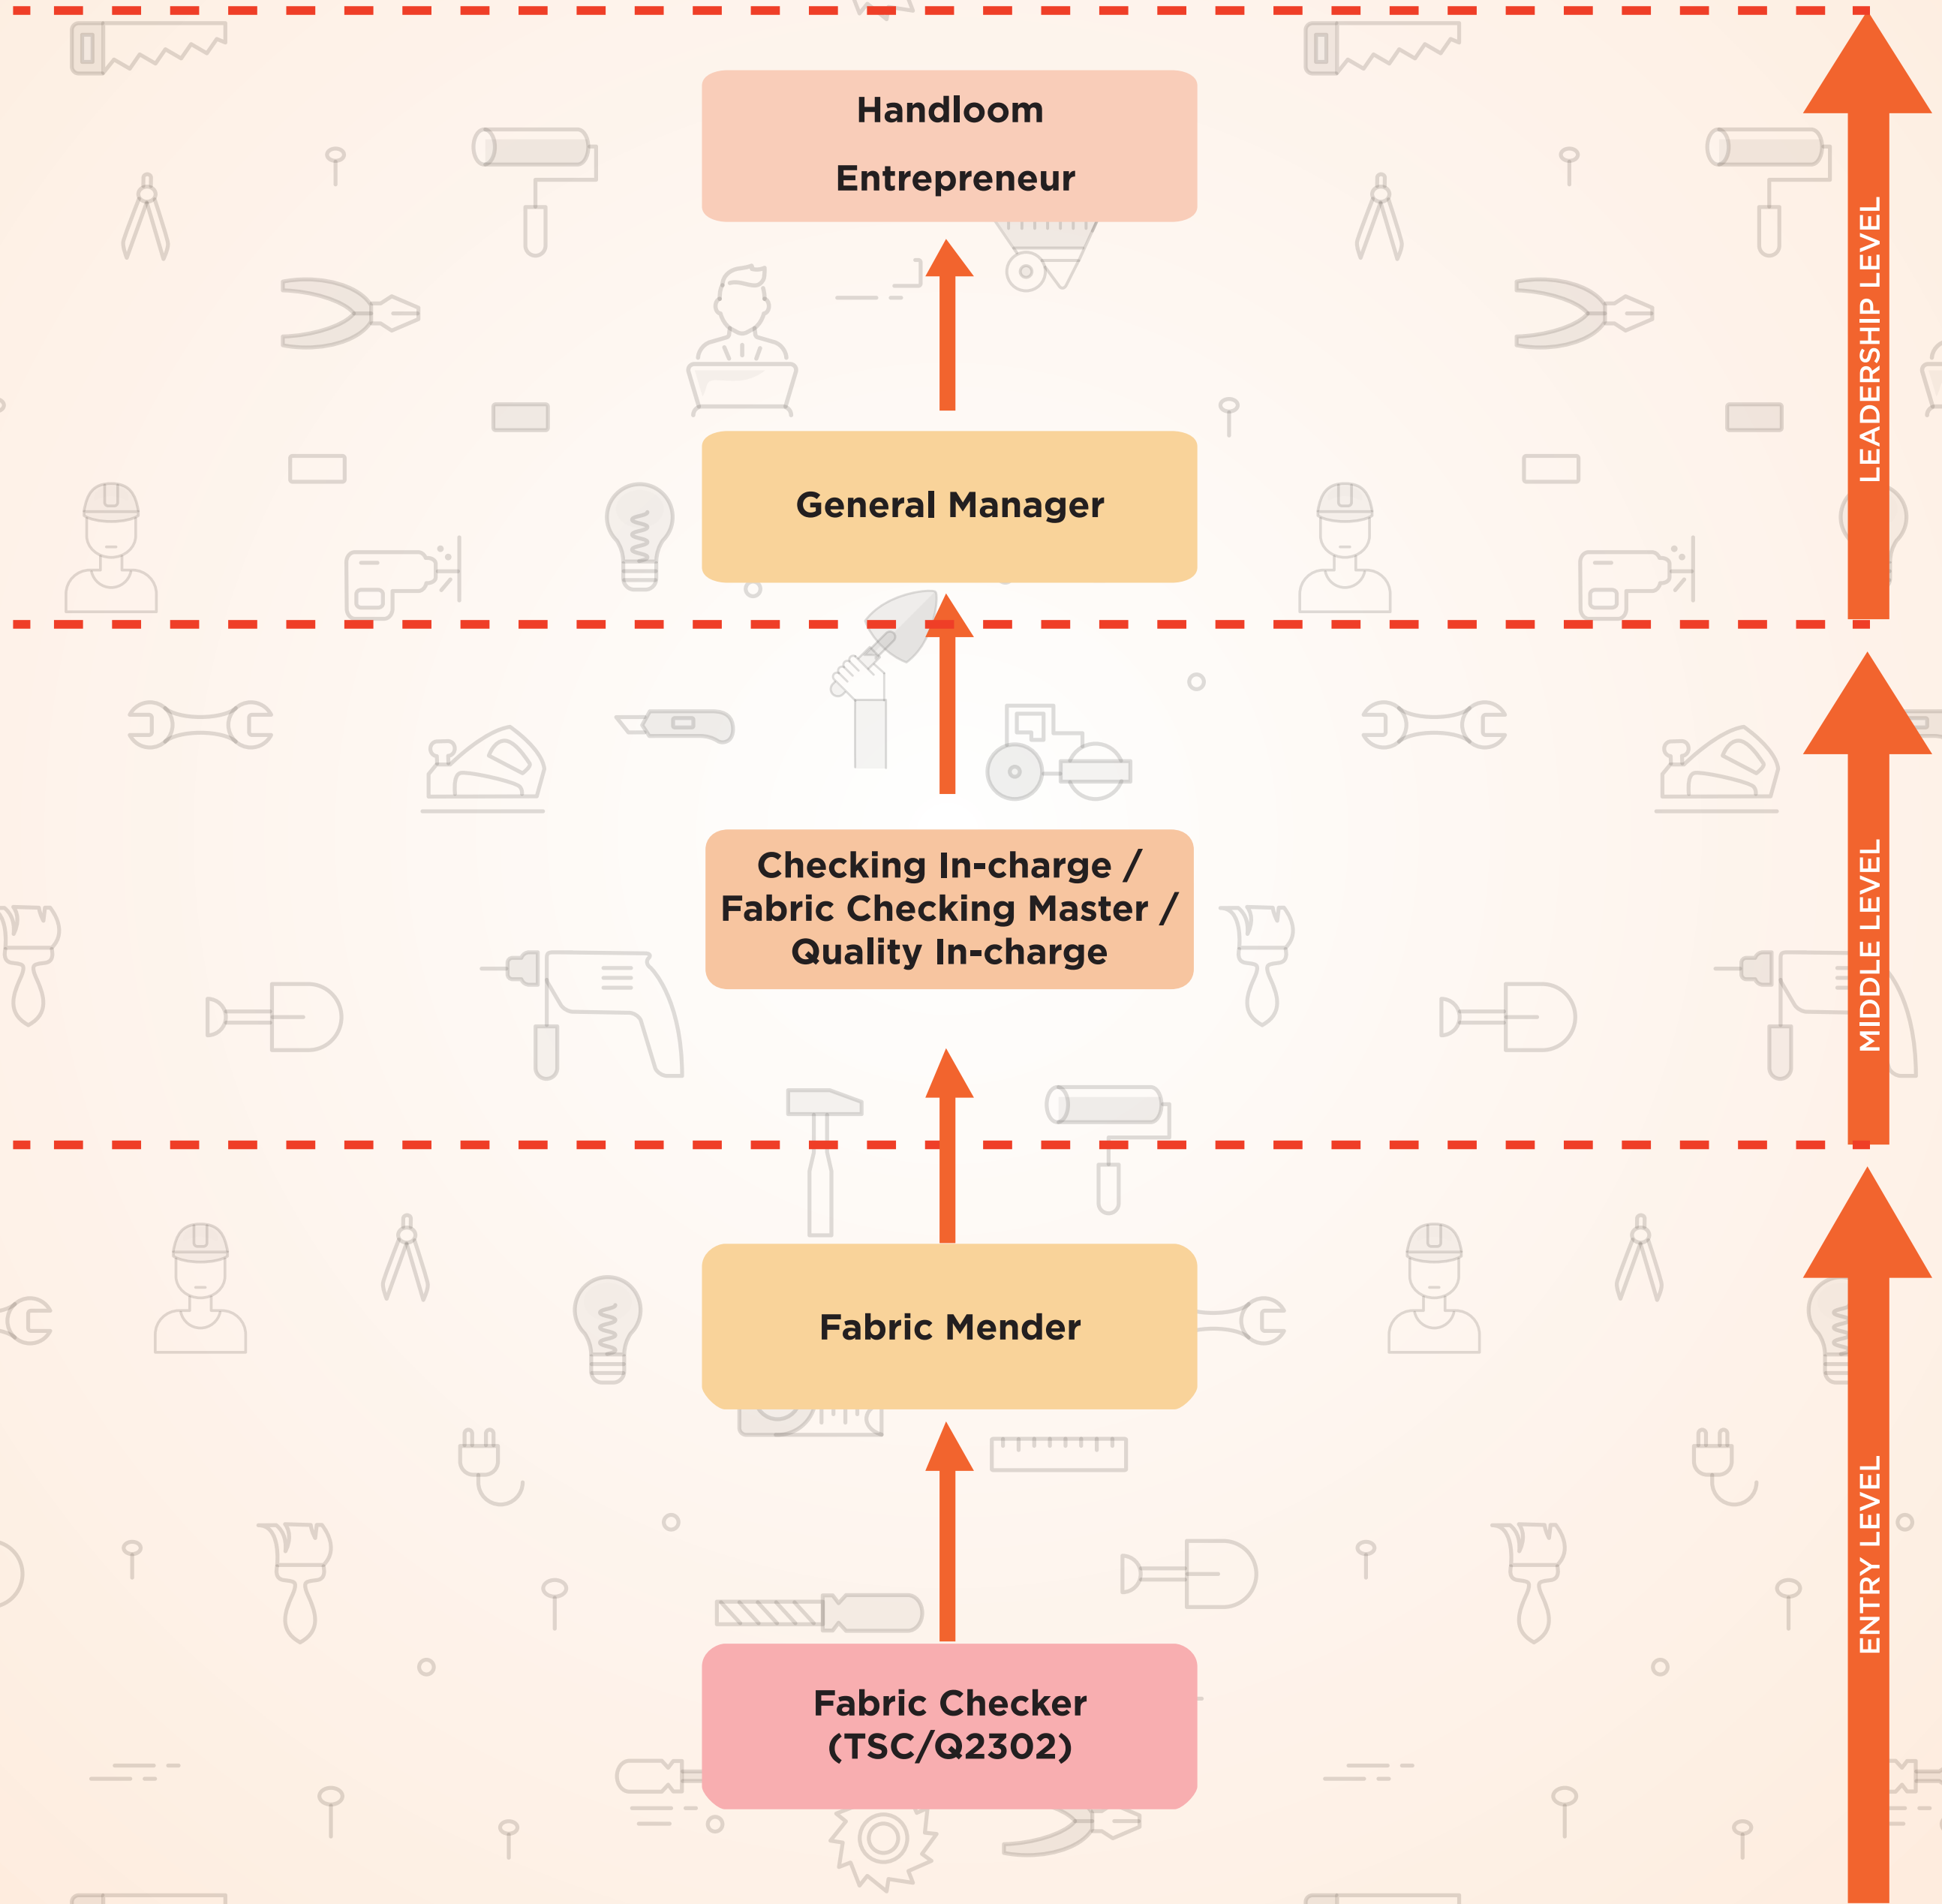 Handloom
Entrepreneur
LEADERSHIP LEVEL
General Manager
Checking In-charge /
Fabric Checking Master /
Quality In-charge
MIDDLE LEVEL
Fabric Mender
ENTRY LEVEL
Fabric Checker
(TSC/Q2302)